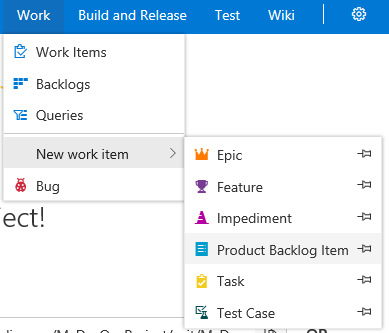 Work Build and Release Test Wiki
Work Items
Backlogs
Queries
New work item
Bug
Epic
Feature
Impediment
Product Backlog Item
Task
Test Case
ect!
OR